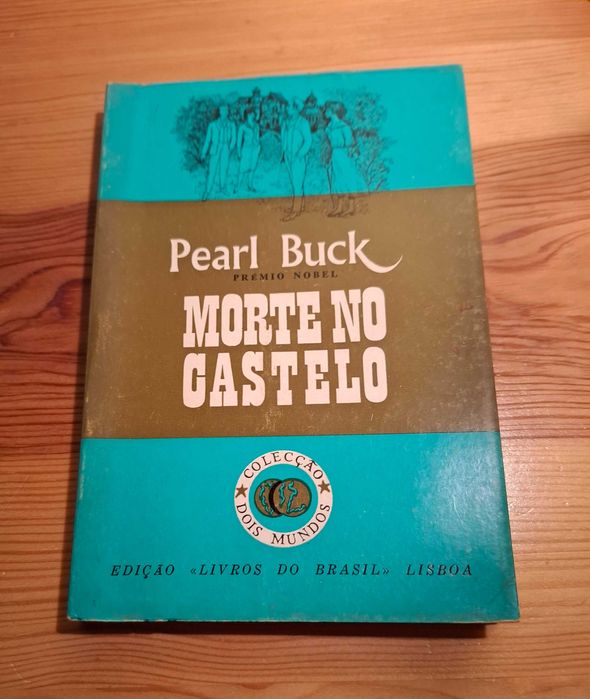 Pearl Buck
PRÉMIO NOBEL
MORTE NO
CASTELO
COLECÇÃO
DOIS MUNDOS
EDIÇÃO «LIVROS DO BRASIL» LISBOA